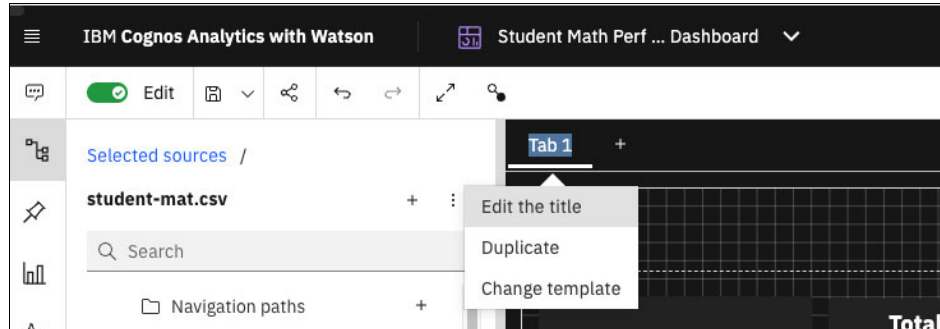 IBM Cognos Analytics with Watson
Student Math Perf ... Dashboard
Edit
Selected sources /
student-mat.csv
Search
Navigation paths
Tab 1
Edit the title
Duplicate
Change template
Total